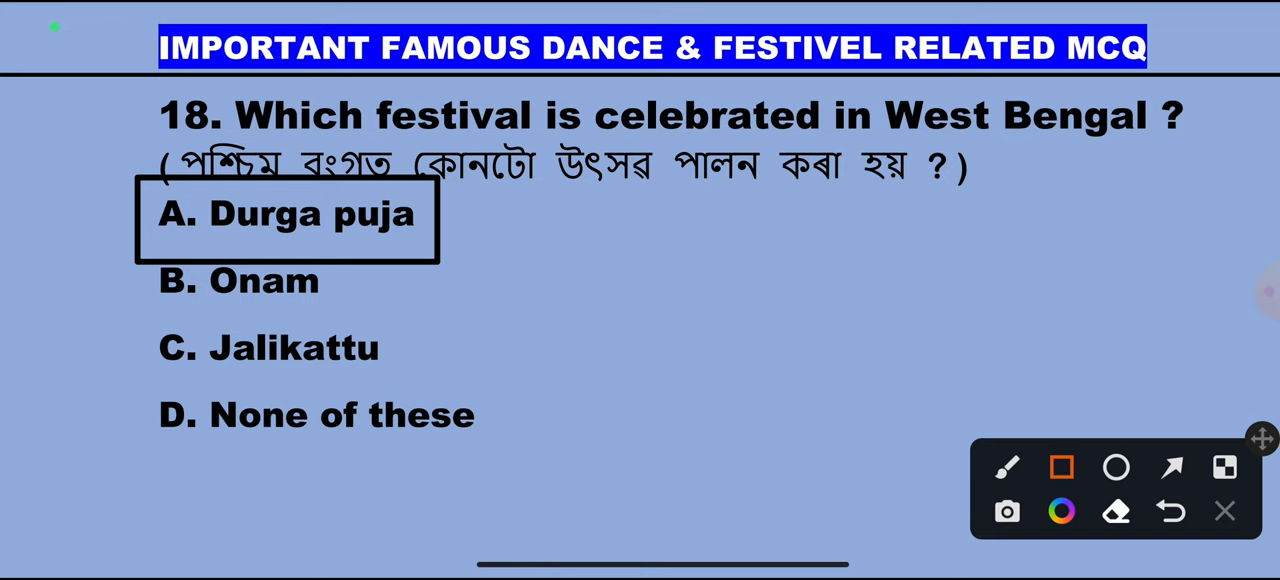 IMPORTANT FAMOUS DANCE & FESTIVEL RELATED MCQ
18. Which festival is celebrated in West Bengal ?
( পশ্চিম বংগত কোনটো উৎসৱ পালন কৰা হয় ? )
A. Durga puja
B. Onam
C. Jalikattu
D. None of these